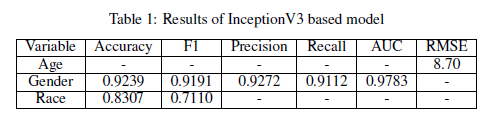 Table 1: Results of InceptionV3 based model
Variable Accuracy F1 Precision Recall AUC RMSE
Age - - - - - 8.70
Gender 0.9239 0.9191 0.9272 0.9112 0.9783 -
Race 0.8307 0.7110 - - - -